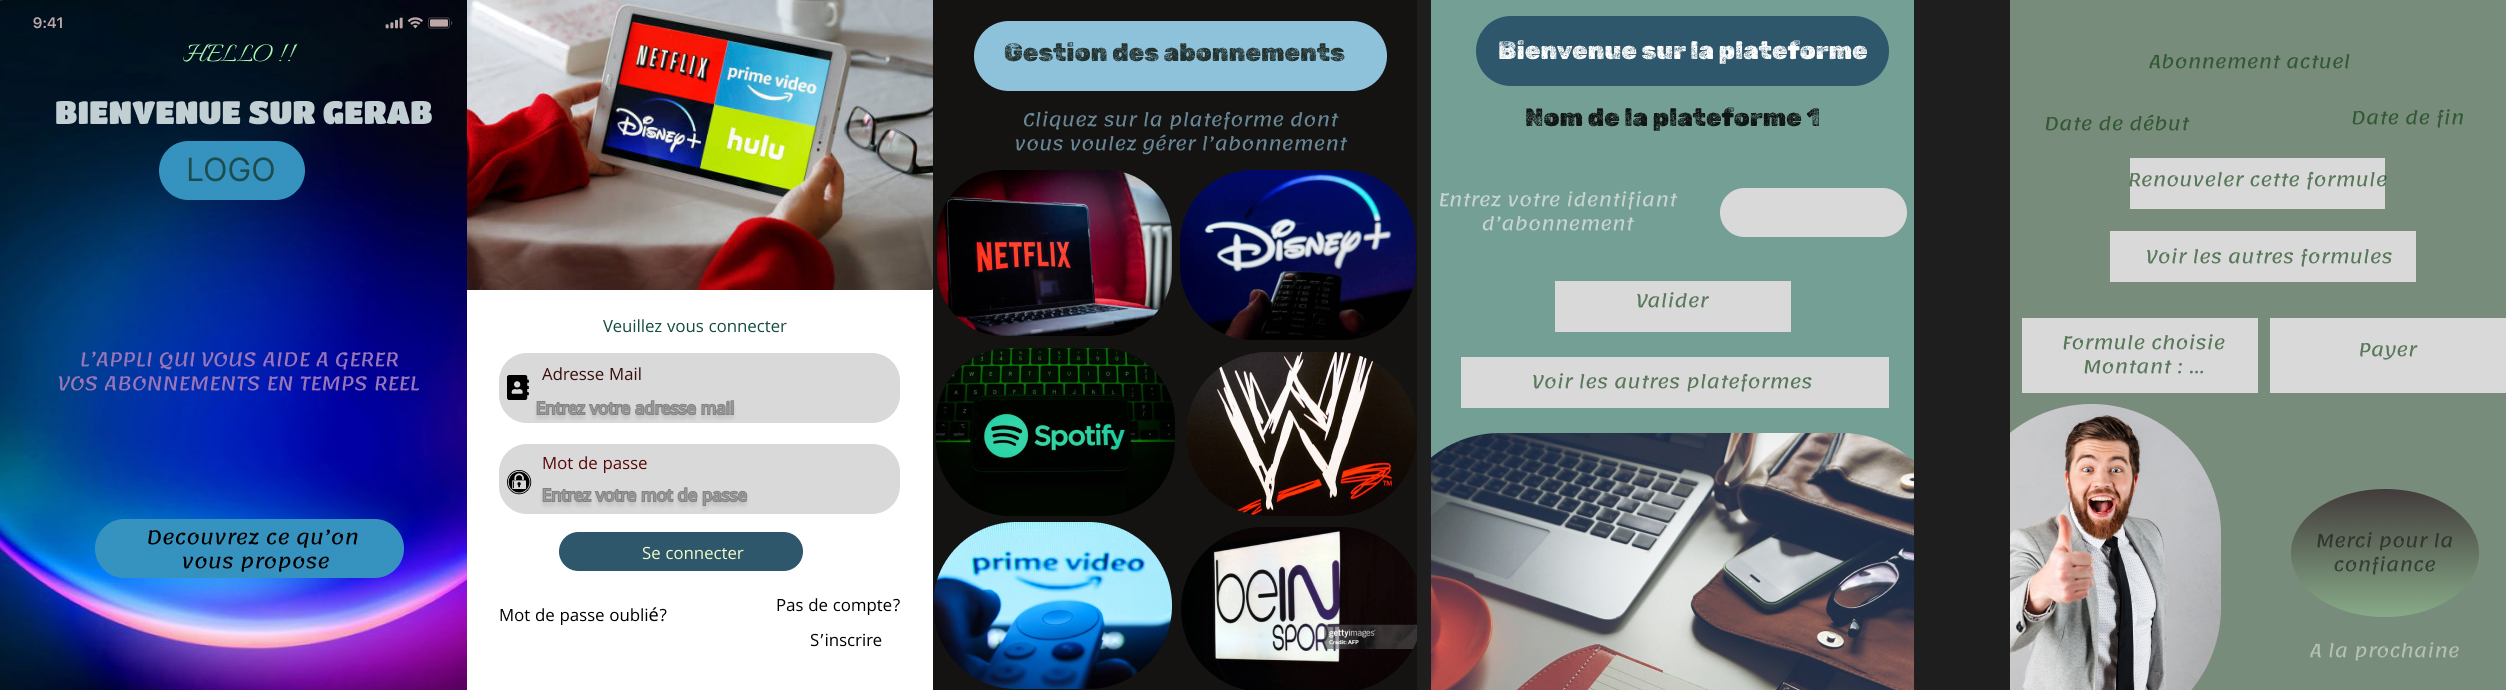 9:41
HELLO !!
BIENVENUE SUR GERAB
LOGO
L'APPLI QUI VOUS AIDE A GERER
VOS ABONNEMENTS EN TEMPS REEL
Decouvrez ce qu'on
vous propose
NETFLIX
prime video
Disney+
hulu
Veuillez vous connecter
Adresse Mail
Entrez votre adresse mail
Mot de passe
Entrez votre mot de passe
Se connecter
Mot de passe oublié?
Pas de compte?
S'inscrire
Gestion des abonnements
Cliquez sur la plateforme dont
vous voulez gérer l'abonnement
NETFLIX
Disney+
Spotify
W
TM
prime video
beIN
SPORT
gettyimages
Credit: AFP
Bienvenue sur la plateforme
Nom de la plateforme 1
Entrez votre identifiant
d'abonnement
Valider
Voir les autres plateformes
Abonnement actuel
Date de début
Date de fin
Renouveler cette formule
Voir les autres formules
Formule choisie
Montant : ...
Payer
Merci pour la
confiance
A la prochaine